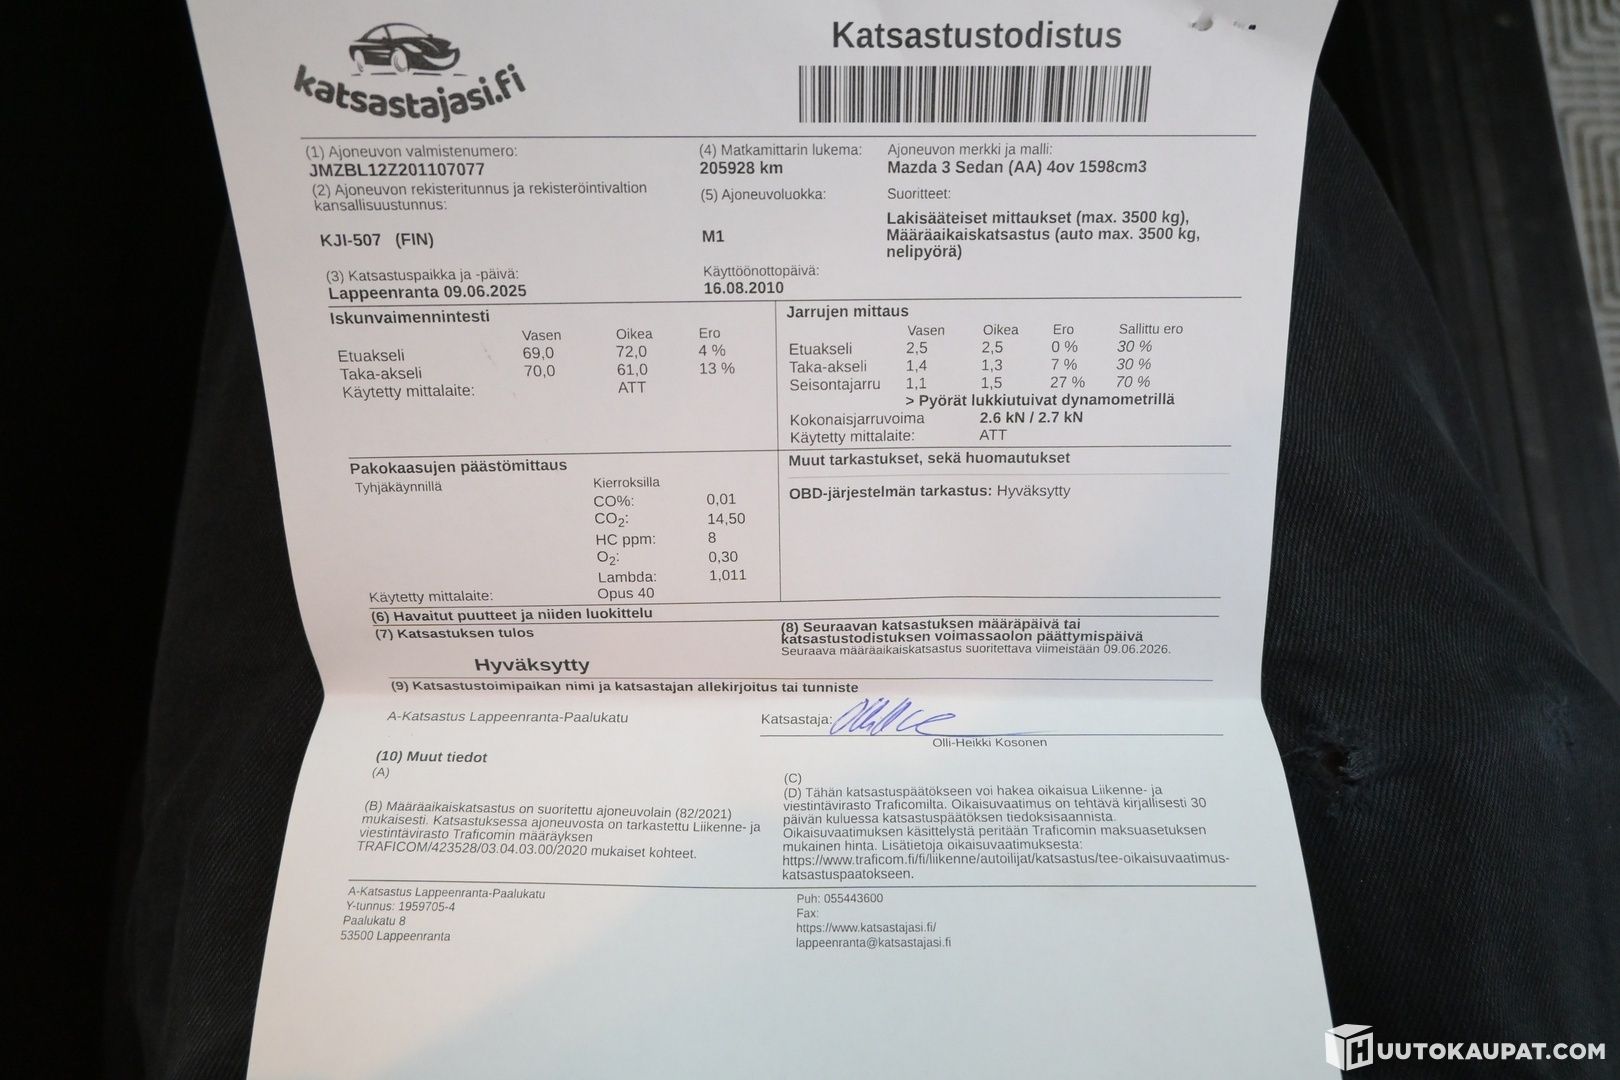 katsastajasi.fi
Katsastustodistus
(1) Ajoneuvon valmistenumero:
JMZBL12Z201107077
(4) Matkamittarin lukema:
205928 km
Ajoneuvon merkki ja malli:
Mazda 3 Sedan (AA) 4ov 1598cm3
(2) Ajoneuvon rekisteritunnus ja rekisteröintivaltion
kansallisuustunnus:
KJI-507 (FIN)
(5) Ajoneuvoluokka:
M1
Suoritteet:
Lakisääteiset mittaukset (max. 3500 kg),
Määräaikaiskatsastus (auto max. 3500 kg,
nelipyörä)
(3) Katsastuspaikka ja -päivä:
Lappeenranta 09.06.2025
Käyttöönottopäivä:
16.08.2010
Iskunvaimennintesti
Vasen Oikea Ero
Etuakseli 69,0 72,0 4 %
Taka-akseli 70,0 61,0 13 %
Käytetty mittalaite: ATT
Jarrujen mittaus
Vasen Oikea Ero Sallittu ero
Etuakseli 2,5 2,5 0 % 30 %
Taka-akseli 1,4 1,3 7 % 30 %
Seisontajarru 1,1 1,5 27 % 70 %
> Pyörät lukkiutuivat dynamometrillä
Kokonaisjarruvoima 2.6 kN / 2.7 kN
Käytetty mittalaite: ATT
Pakokaasujen päästömittaus
Tyhjäkäynnillä Kierroksilla
CO%: 0,01
CO2: 14,50
HC ppm: 8
O2: 0,30
Lambda: 1,011
Käytetty mittalaite: Opus 40
Muut tarkastukset, sekä huomautukset
OBD-järjestelmän tarkastus: Hyväksytty
(6) Havaitut puutteet ja niiden luokittelu
(7) Katsastuksen tulos
Hyväksytty
(8) Seuraavan katsastuksen määräpäivä tai
katsastustodistuksen voimassaolon päättymispäivä
Seuraava määräaikaiskatsastus suoritettava viimeistään 09.06.2026.
(9) Katsastustoimipaikan nimi ja katsastajan allekirjoitus tai tunniste
A-Katsastus Lappeenranta-Paalukatu
Katsastaja:
Olli-Heikki Kosonen
(10) Muut tiedot
(A)
(B) Määräaikaiskatsastus on suoritettu ajoneuvolain (82/2021)
mukaisesti. Katsastuksessa ajoneuvosta on tarkastettu Liikenne- ja
viestintävirasto Traficomin määräyksen
TRAFICOM/423528/03.04.03.00/2020 mukaiset kohteet.
(C)
(D) Tähän katsastuspäätökseen voi hakea oikaisua Liikenne- ja
viestintävirasto Traficomilta. Oikaisuvaatimus on tehtävä kirjallisesti 30
päivän kuluessa katsastuspäätöksen tiedoksisaannista.
Oikaisuvaatimuksen käsittelystä peritään Traficomin maksuasetuksen
mukainen hinta. Lisätietoja oikaisuvaatimuksesta:
https://www.traficom.fi/fi/liikenne/autoilijat/katsastus/tee-oikaisuvaatimus-
katsastuspaatokseen.
A-Katsastus Lappeenranta-Paalukatu
Y-tunnus: 1959705-4
Paalukatu 8
53500 Lappeenranta
Puh: 055443600
Fax:
https://www.katsastajasi.fi/
lappeenranta@katsastajasi.fi
HUUTOKAUPAT.COM